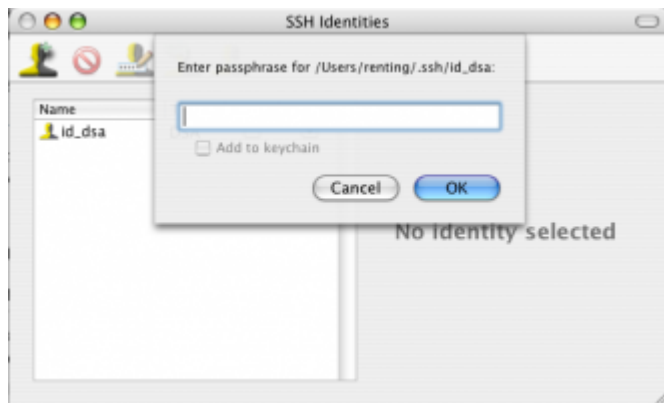 SSH Identities
Enter passphrase for /Users/renting/.ssh/id_dsa:
Name
id_dsa
Add to keychain
Cancel OK
No identity selected